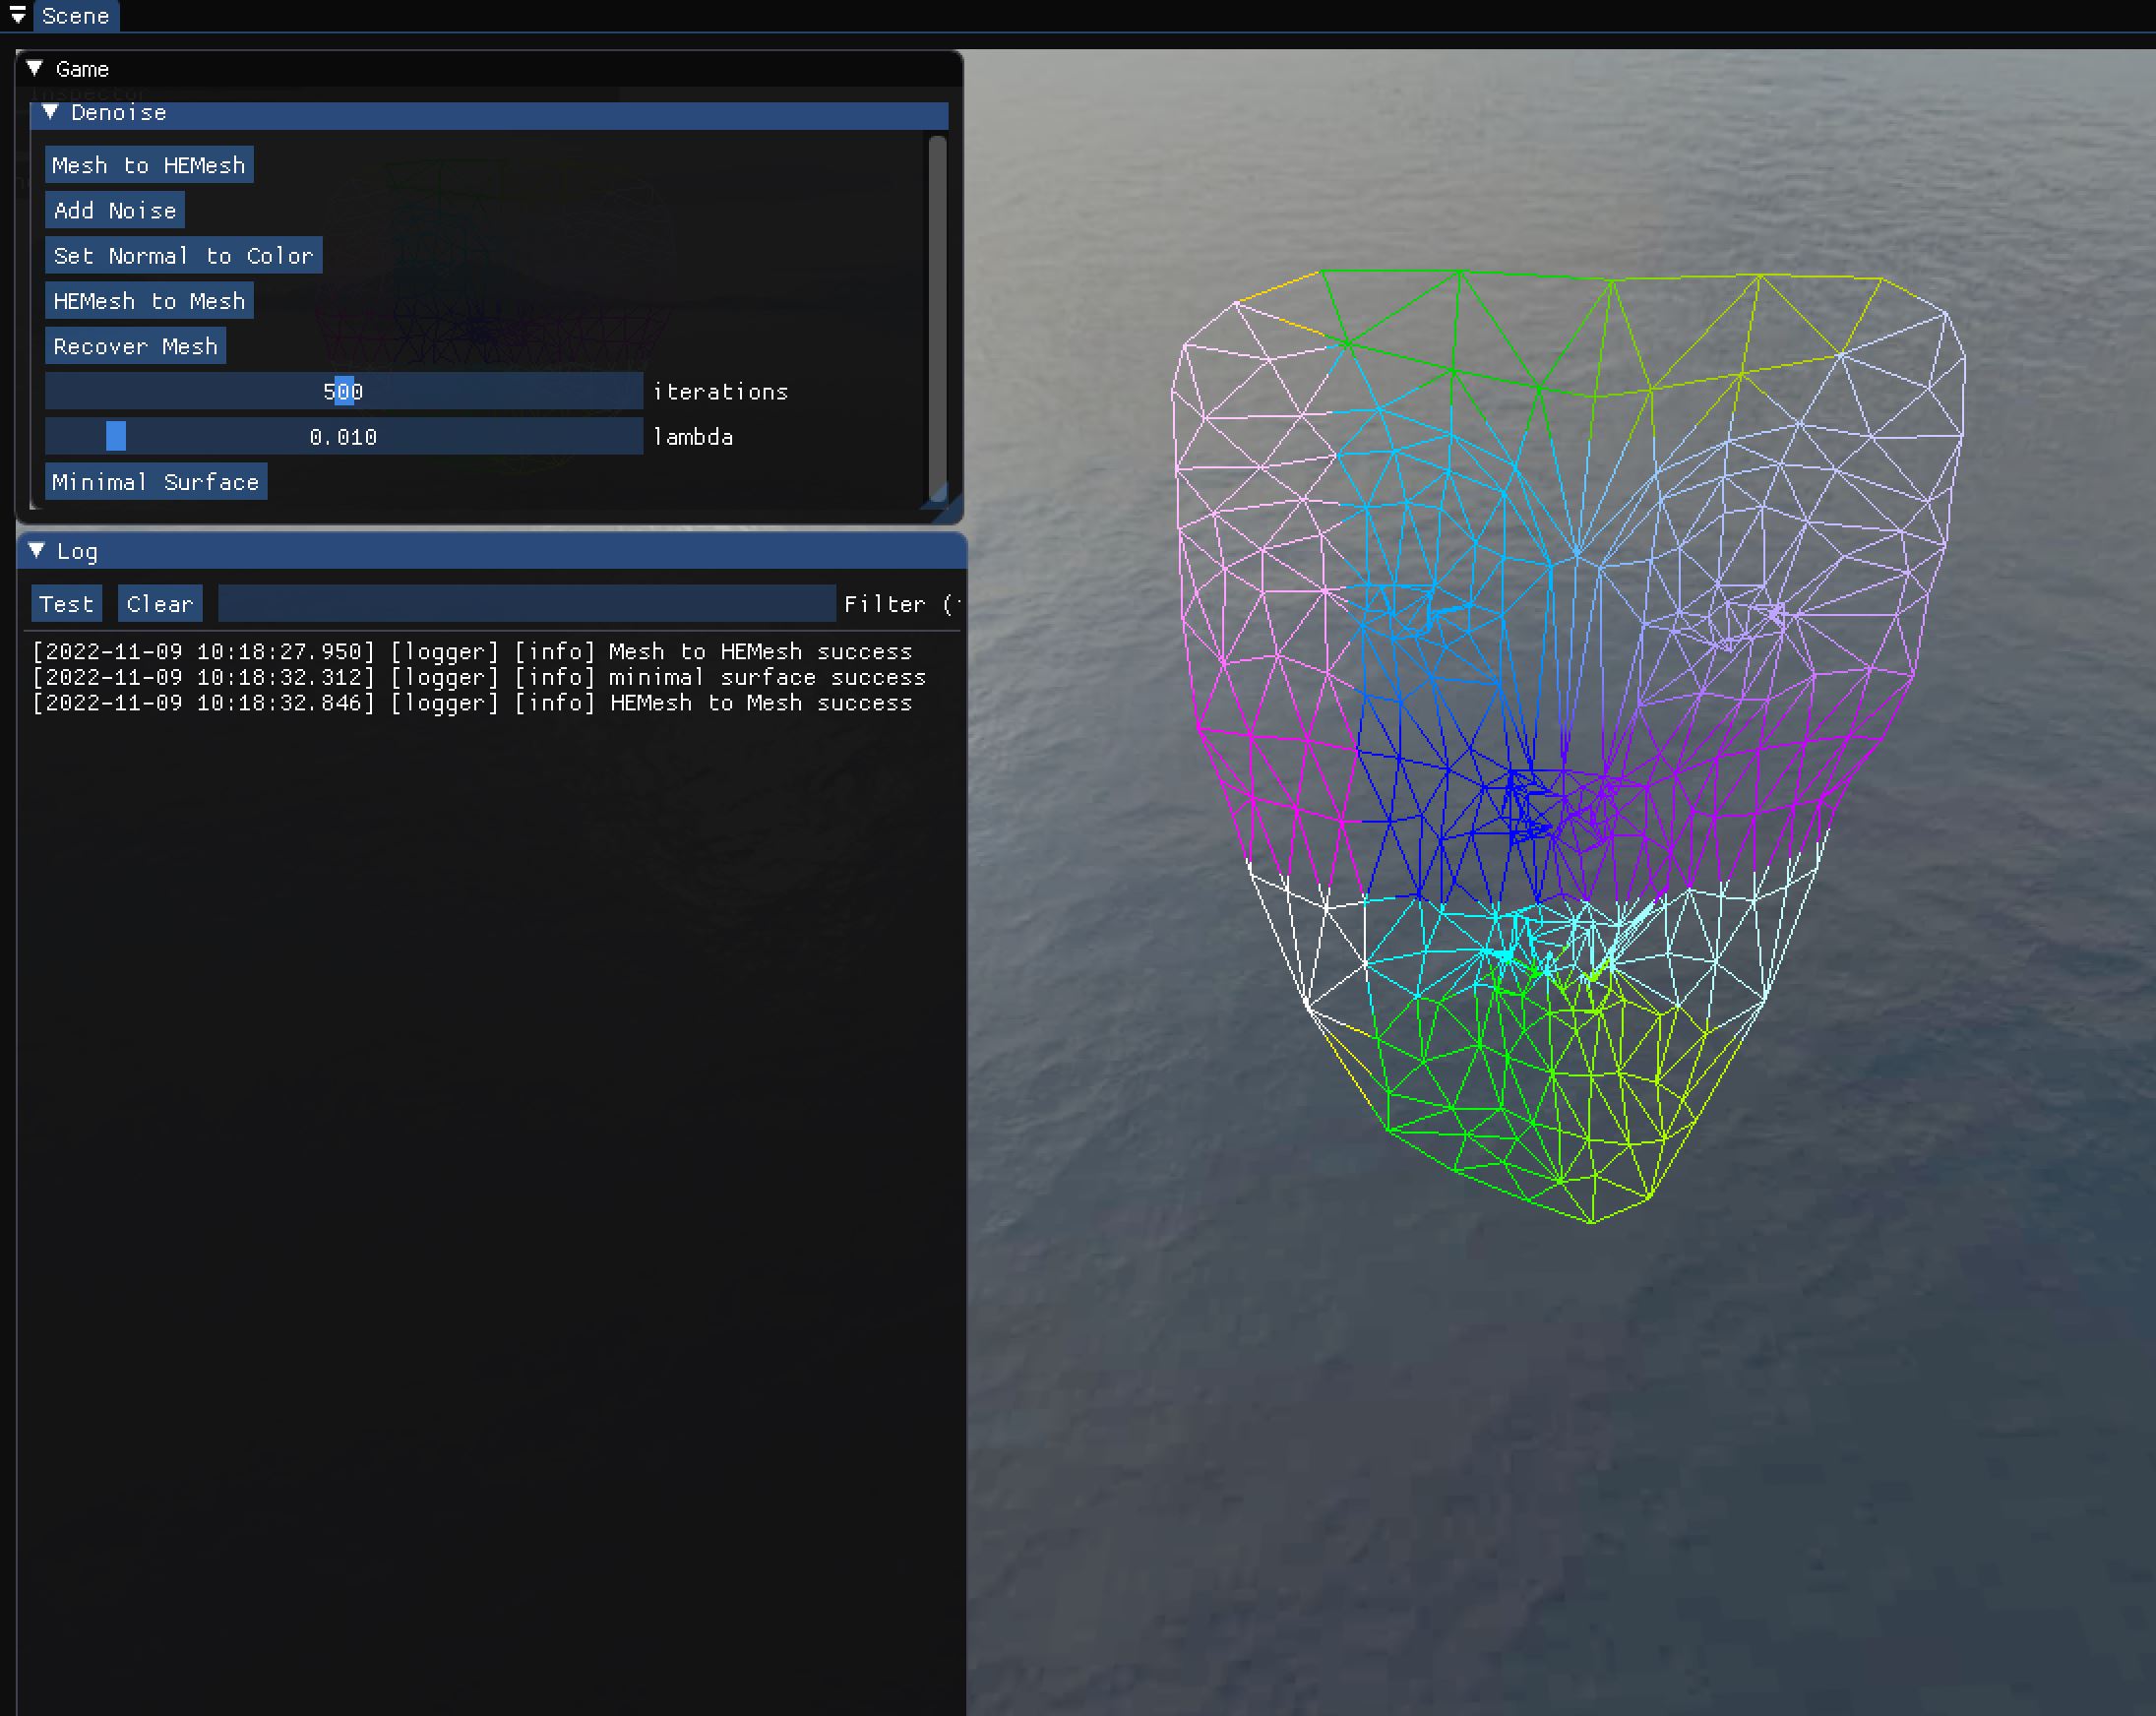 Scene
Game
Inspector
Denoise
Mesh to HEMesh
Add Noise
Set Normal to Color
HEMesh to Mesh
Recover Mesh
500 iterations
0.010 lambda
Minimal Surface
Log
Test Clear Filter (
[2022-11-09 10:18:27.950] [logger] [info] Mesh to HEMesh success
[2022-11-09 10:18:32.312] [logger] [info] minimal surface success
[2022-11-09 10:18:32.846] [logger] [info] HEMesh to Mesh success